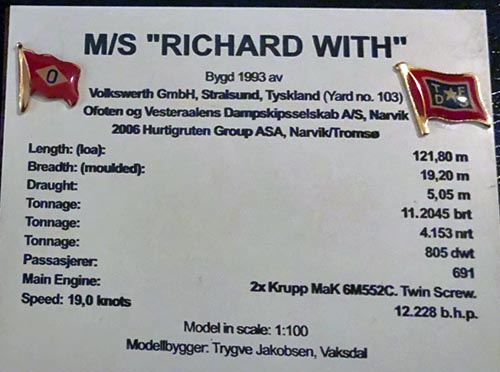 M/S "RICHARD WITH"
Bygd 1993 av
Volkswerth GmbH, Stralsund, Tyskland (Yard no. 103)
Ofoten og Vesteraalens Dampskipsselskab A/S, Narvik
2006 Hurtigruten Group ASA, Narvik/Tromsø
Length: (loa): 121,80 m
Breadth: (moulded): 19,20 m
Draught: 5,05 m
Tonnage: 11.2045 brt
Tonnage: 4.153 nrt
Tonnage: 805 dwt
Passasjerer: 691
Main Engine: 2x Krupp MaK 6M552C. Twin Screw.
Speed: 19,0 knots 12.228 b.h.p.
Model in scale: 1:100
Modellbygger: Trygve Jakobsen, Vaksdal
O
T F
D